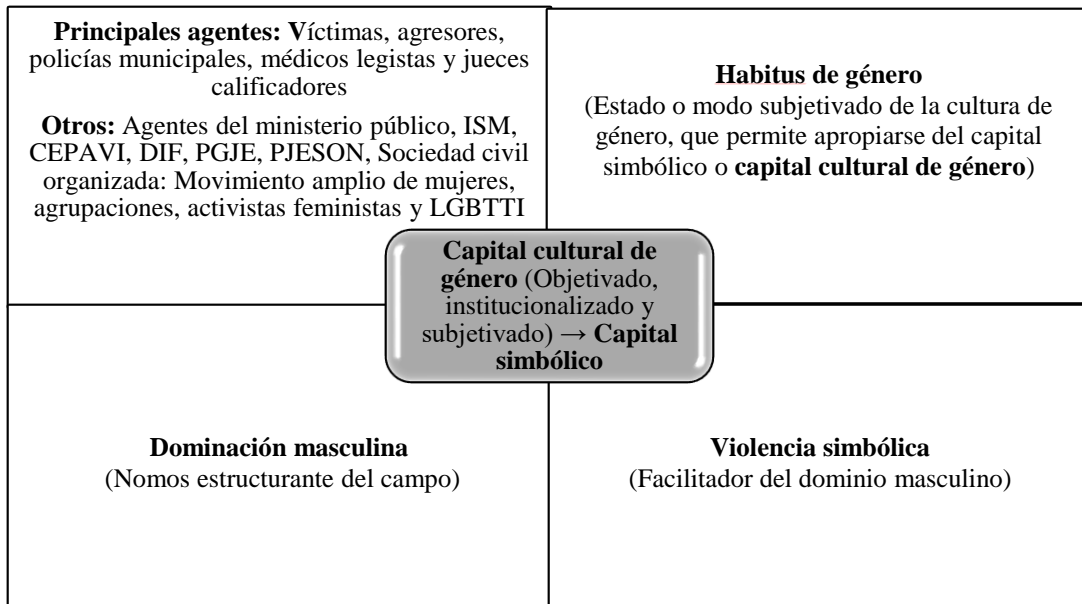 Principales agentes: Víctimas, agresores,
policías municipales, médicos legistas y jueces
calificadores
Otros: Agentes del ministerio público, ISM,
CEPAVI, DIF, PGJE, PJESON, Sociedad civil
organizada: Movimiento amplio de mujeres,
agrupaciones, activistas feministas y LGBTTI
Habitus de género
(Estado o modo subjetivado de la cultura de
género, que permite apropiarse del capital
simbólico o capital cultural de género)
Capital cultural de
género (Objetivado,
institucionalizado y
subjetivado) → Capital
simbólico
Dominación masculina
(Nomos estructurante del campo)
Violencia simbólica
(Facilitador del dominio masculino)